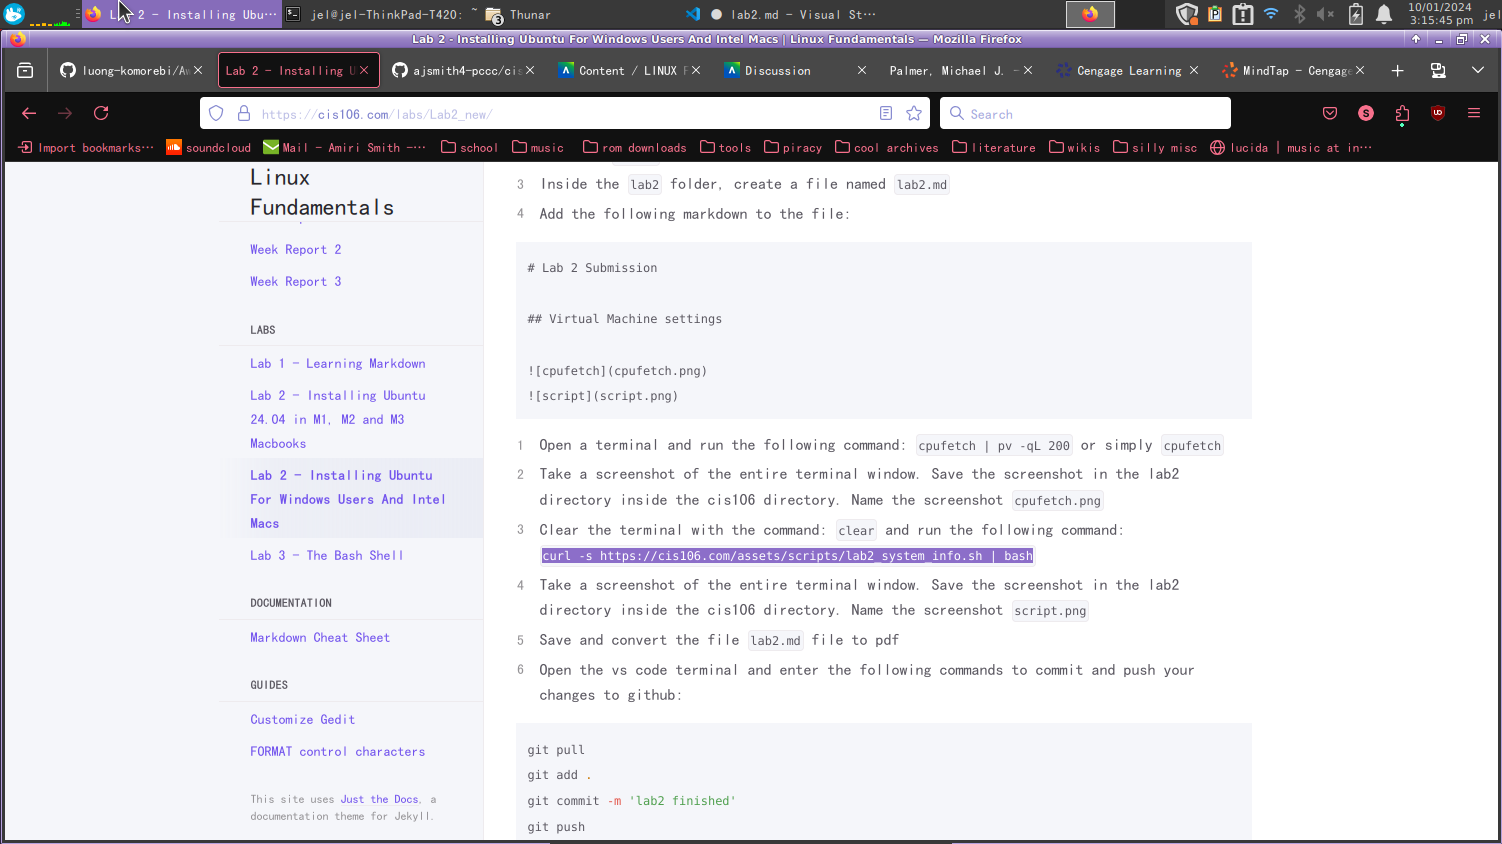 Lab 2 - Installing Ubu⋯
jel@jel-ThinkPad-T420: ~
3 Thunar
lab2.md - Visual St⋯
10/01/2024
3:15:45 pm
jel
Lab 2 - Installing Ubuntu For Windows Users And Intel Macs | Linux Fundamentals — Mozilla Firefox
luong-komorebi/Aw
Lab 2 - Installing U
ajsmith4-pccc/cis
Content / LINUX F
Discussion
Palmer, Michael J. -
Cengage Learning
MindTap - Cengage
https://cis106.com/labs/Lab2_new/
Search
S
Import bookmarks⋯
soundcloud
Mail - Amiri Smith -⋯
school
music
rom downloads
tools
piracy
cool archives
literature
wikis
silly misc
lucida | music at in⋯
Linux
Fundamentals
Week Report 2
Week Report 3
LABS
Lab 1 - Learning Markdown
Lab 2 - Installing Ubuntu
24.04 in M1, M2 and M3
Macbooks
Lab 2 - Installing Ubuntu
For Windows Users And Intel
Macs
Lab 3 - The Bash Shell
DOCUMENTATION
Markdown Cheat Sheet
GUIDES
Customize Gedit
FORMAT control characters
This site uses Just the Docs, a
documentation theme for Jekyll.
3 Inside the lab2 folder, create a file named lab2.md
4 Add the following markdown to the file:
# Lab 2 Submission
## Virtual Machine settings
![cpufetch](cpufetch.png)
![script](script.png)
1 Open a terminal and run the following command: cpufetch | pv -qL 200 or simply cpufetch
2 Take a screenshot of the entire terminal window. Save the screenshot in the lab2
directory inside the cis106 directory. Name the screenshot cpufetch.png
3 Clear the terminal with the command: clear and run the following command:
curl -s https://cis106.com/assets/scripts/lab2_system_info.sh | bash
4 Take a screenshot of the entire terminal window. Save the screenshot in the lab2
directory inside the cis106 directory. Name the screenshot script.png
5 Save and convert the file lab2.md file to pdf
6 Open the vs code terminal and enter the following commands to commit and push your
changes to github:
git pull
git add .
git commit -m 'lab2 finished'
git push